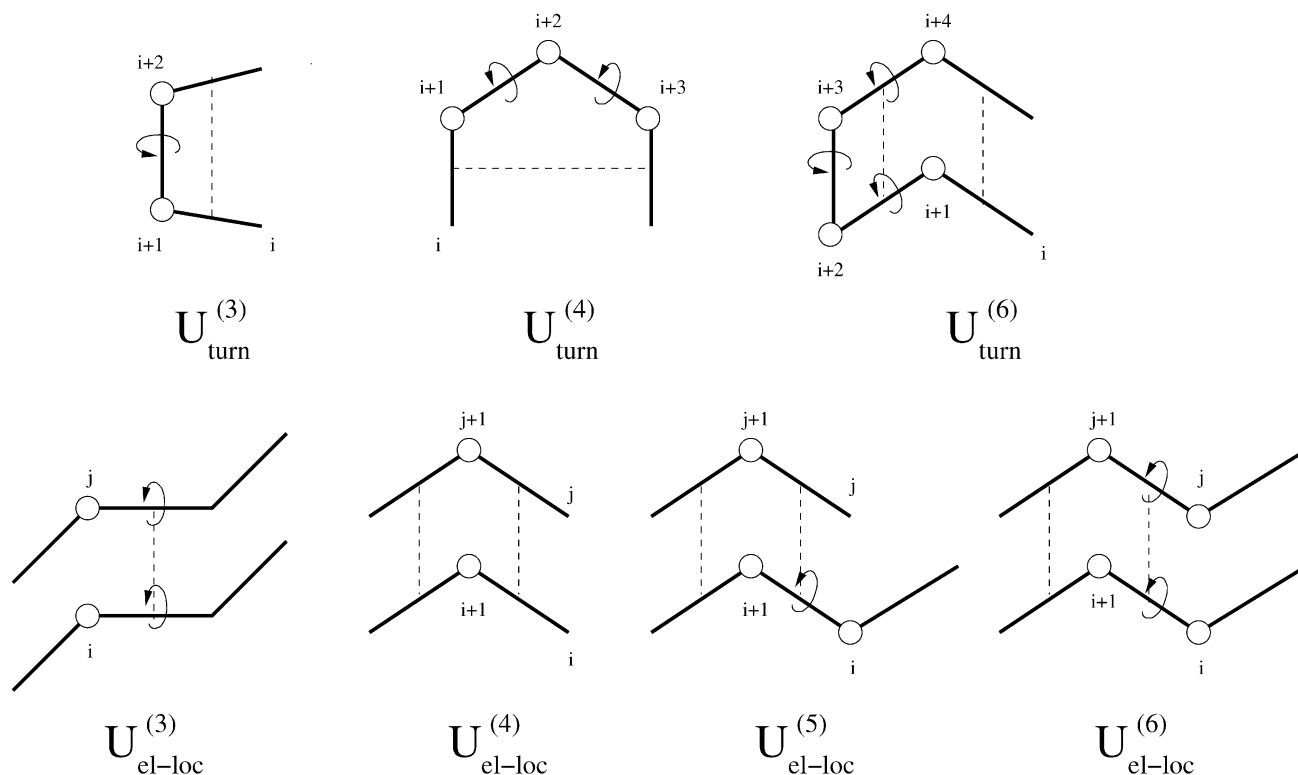 i+2
i+1
i
U (3) turn
i+2
i+1
i+3
i
U (4) turn
i+4
i+3
i+1
i+2
i
U (6) turn
j
i
U (3) el−loc
j+1
j
i+1
i
U (4) el−loc
j+1
j
i+1
i
U (5) el−loc
j+1
j
i+1
i
U (6) el−loc